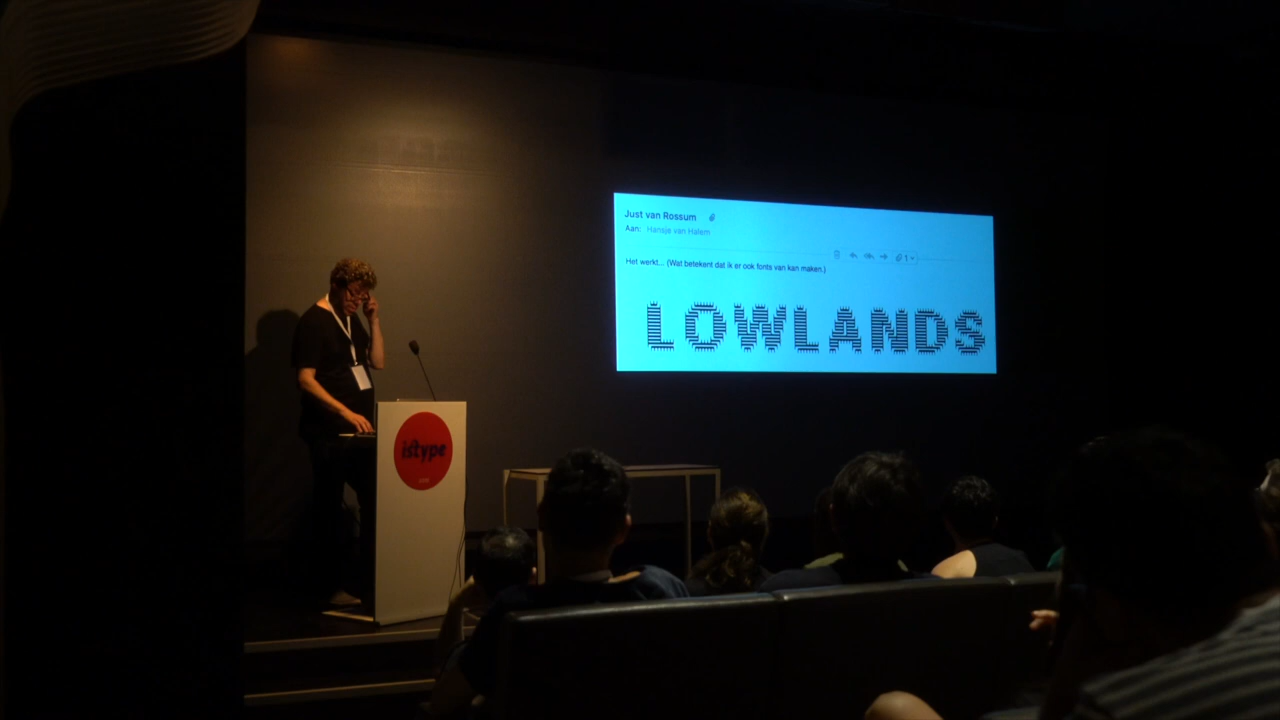 Just van Rossum
Aan: Hansje van Halem
1
Het werkt... (Wat betekent dat ik er ook fonts van kan maken.)
LOWLANDS
istype